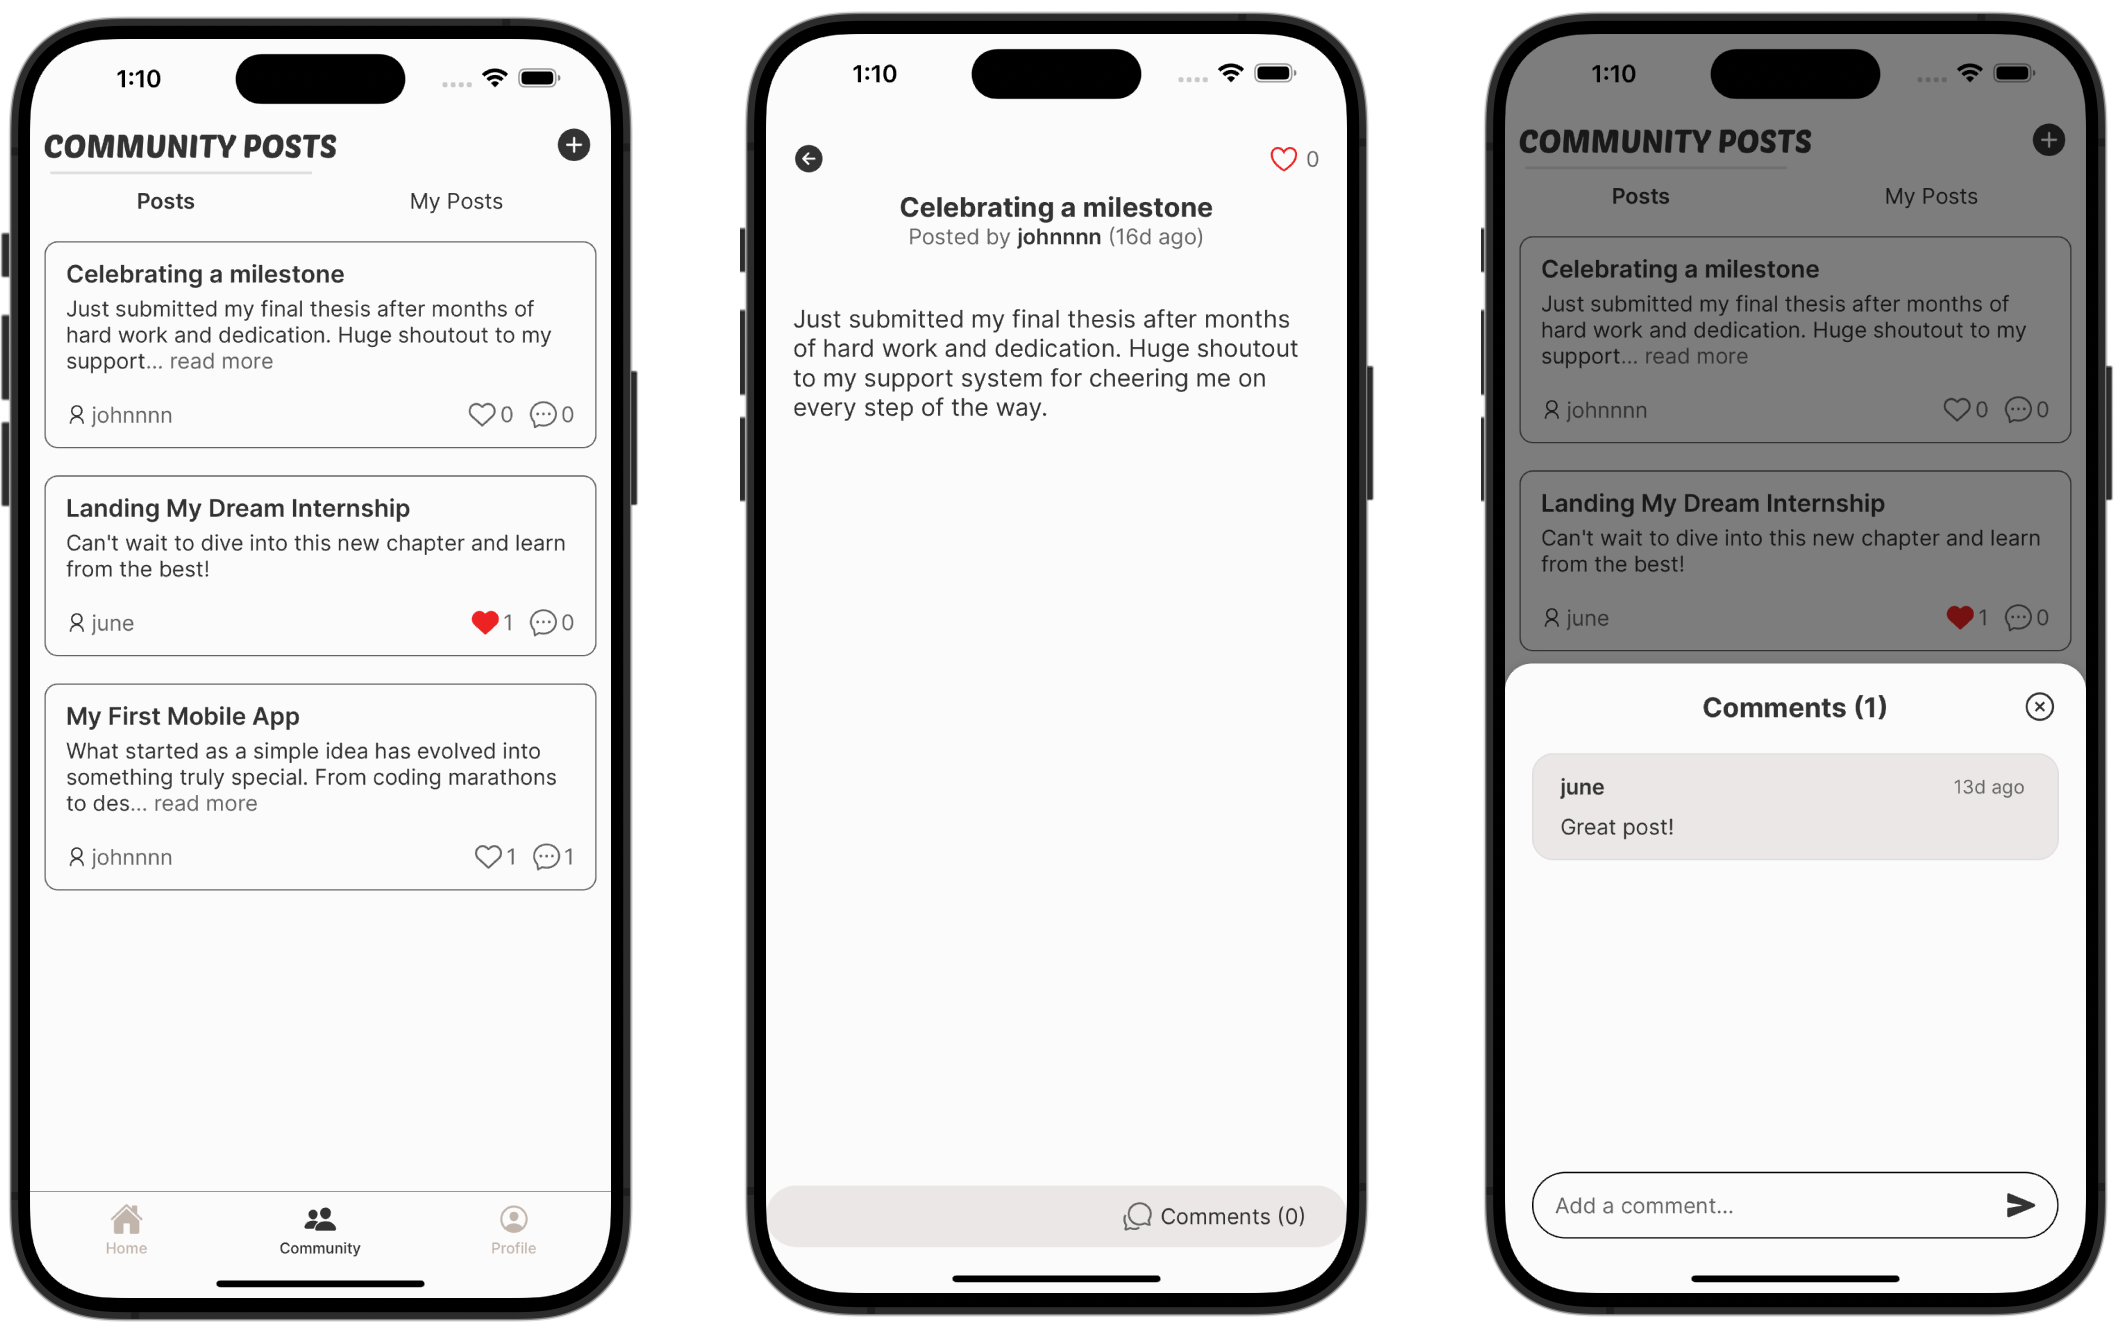 1:10
COMMUNITY POSTS
Posts My Posts
Celebrating a milestone
Just submitted my final thesis after months of
hard work and dedication. Huge shoutout to my
support... read more
johnnnn 0 0
Landing My Dream Internship
Can't wait to dive into this new chapter and learn
from the best!
june 1 0
My First Mobile App
What started as a simple idea has evolved into
something truly special. From coding marathons
to des... read more
johnnnn 1 1
Home Community Profile
1:10
0
Celebrating a milestone
Posted by johnnnn (16d ago)
Just submitted my final thesis after months
of hard work and dedication. Huge shoutout
to my support system for cheering me on
every step of the way.
Comments (0)
1:10
COMMUNITY POSTS
Posts My Posts
Celebrating a milestone
Just submitted my final thesis after months of
hard work and dedication. Huge shoutout to my
support... read more
johnnnn 0 0
Landing My Dream Internship
Can't wait to dive into this new chapter and learn
from the best!
june 1 0
Comments (1)
june 13d ago
Great post!
Add a comment...